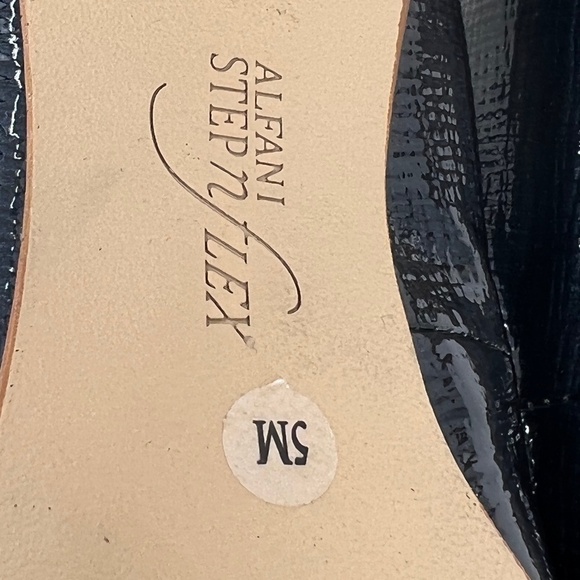 ALFANI
STEP n fLEX
5M